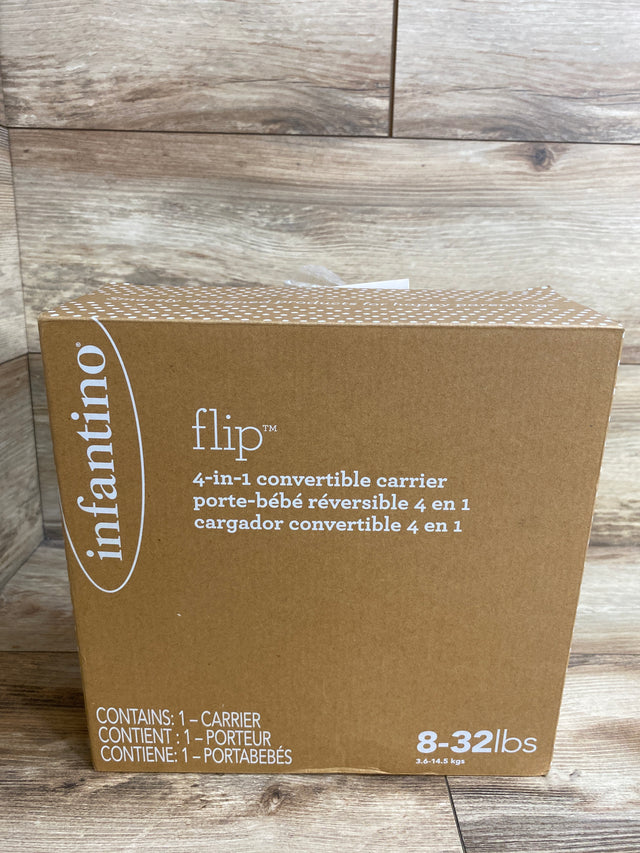 infantino®
flip™
4-in-1 convertible carrier
porte-bébé réversible 4 en 1
cargador convertible 4 en 1
CONTAINS: 1 – CARRIER
CONTIENT : 1 – PORTEUR
CONTIENE: 1 – PORTABEBÉS
8-32lbs
3.6-14.5 kgs